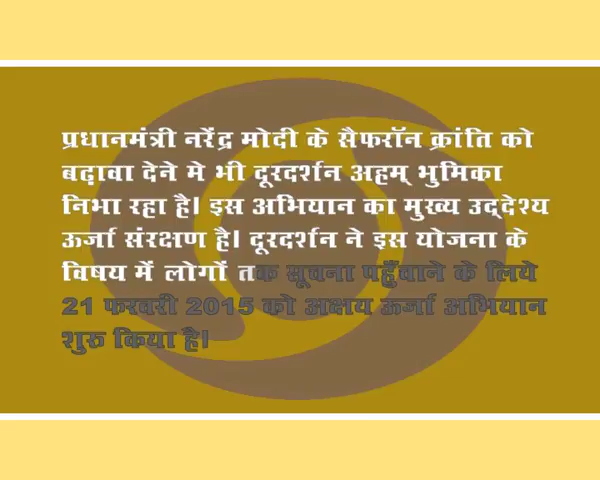 प्रधानमंत्री नरेंद्र मोदी के सैफरॉन क्रांति को
बढ़ावा देने मे भी दूरदर्शन अहम् भुमिका
निभा रहा है। इस अभियान का मुख्य उद्देश्य
ऊर्जा संरक्षण है। दूरदर्शन ने इस योजना के
विषय में लोगों तक सूचना पहुँचाने के लिये
21 फरवरी 2015 को अक्षय ऊर्जा अभियान
शुरु किया है।